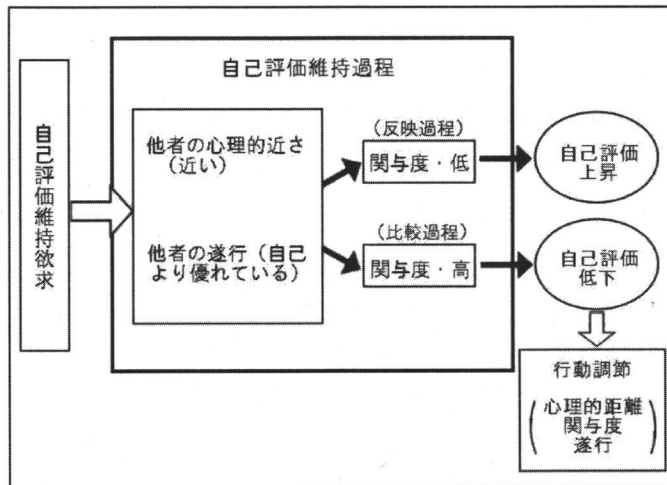 自己評価維持過程
自己評価維持欲求
他者の心理的近さ
(近い)
他者の遂行(自己
より優れている)
(反映過程)
関与度・低
(比較過程)
関与度・高
自己評価
上昇
自己評価
低下
行動調節
心理的距離
関与度
遂行